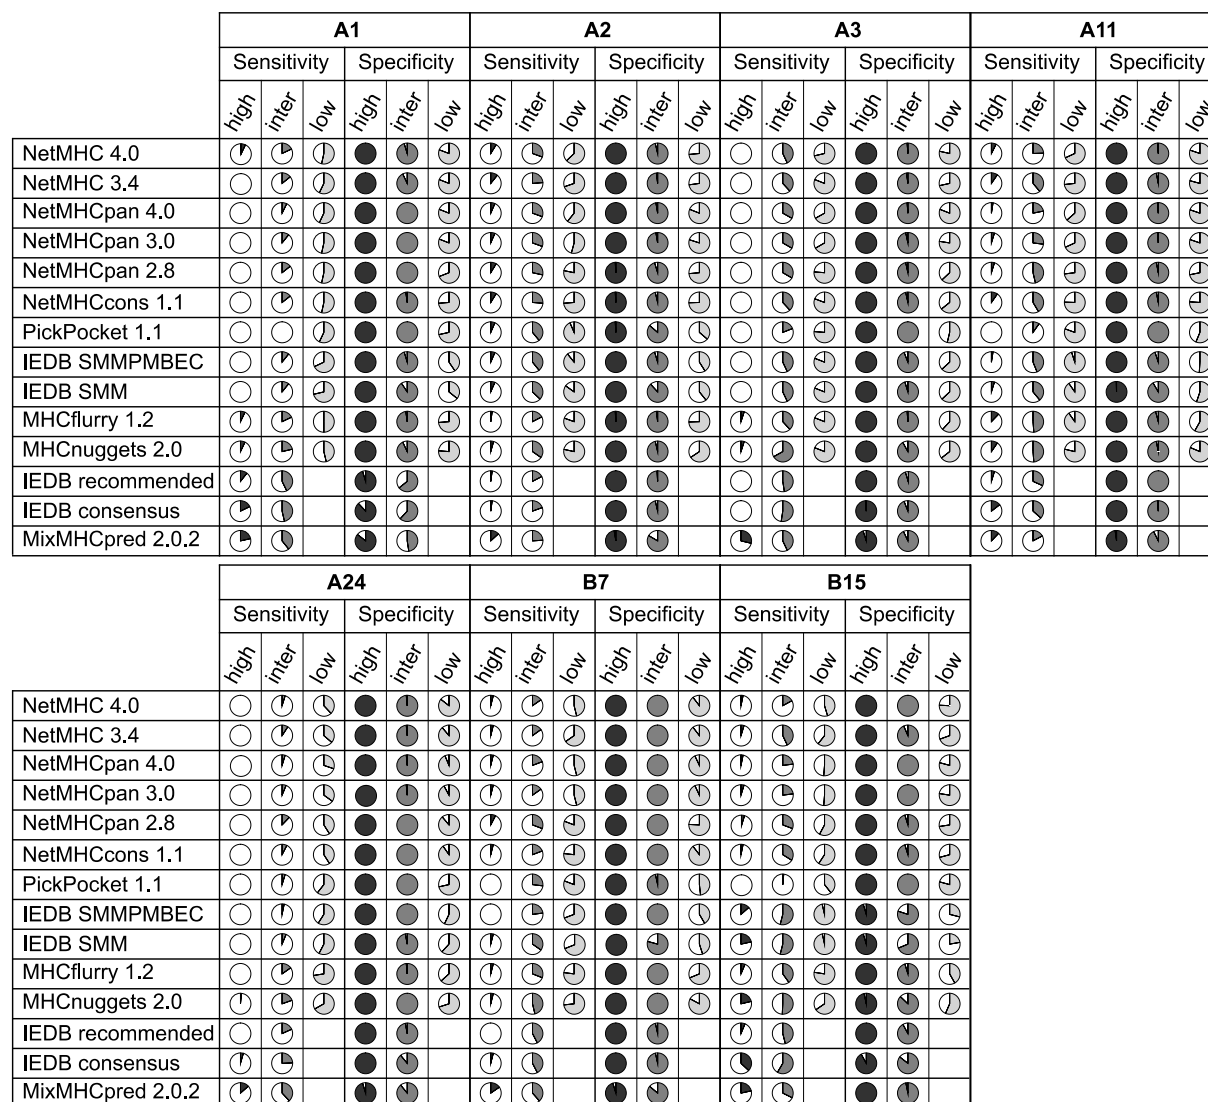 A1 A2 A3 A11
Sensitivity Specificity Sensitivity Specificity Sensitivity Specificity Sensitivity Specificity
high inter low high inter low high inter low high inter low high inter low high inter low high inter low high inter low
NetMHC 4.0
NetMHC 3.4
NetMHCpan 4.0
NetMHCpan 3.0
NetMHCpan 2.8
NetMHCcons 1.1
PickPocket 1.1
IEDB SMMPMBEC
IEDB SMM
MHCflurry 1.2
MHCnuggets 2.0
IEDB recommended
IEDB consensus
MixMHCpred 2.0.2
A24 B7 B15
Sensitivity Specificity Sensitivity Specificity Sensitivity Specificity
high inter low high inter low high inter low high inter low high inter low high inter low
NetMHC 4.0
NetMHC 3.4
NetMHCpan 4.0
NetMHCpan 3.0
NetMHCpan 2.8
NetMHCcons 1.1
PickPocket 1.1
IEDB SMMPMBEC
IEDB SMM
MHCflurry 1.2
MHCnuggets 2.0
IEDB recommended
IEDB consensus
MixMHCpred 2.0.2